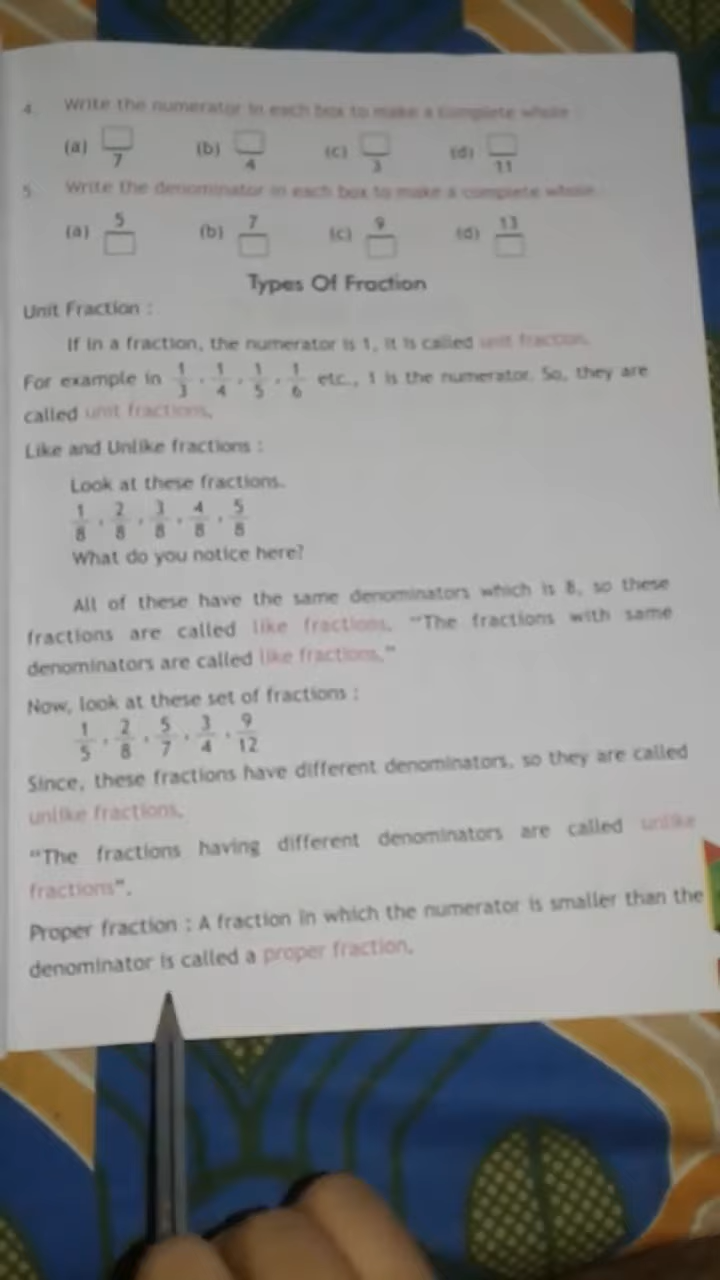 4. Write the numerator in each box to make a complete whole :
(a) □/7 (b) □/4 (c) □/3 (d) □/11
5. Write the denominator in each box to make a complete whole :
(a) 5/□ (b) 7/□ (c) 9/□ (d) 13/□
Types Of Fraction
Unit Fraction :
If in a fraction, the numerator is 1, it is called unit fraction.
For example in 1/3, 1/4, 1/5, 1/6 etc., 1 is the numerator. So, they are
called unit fractions.
Like and Unlike fractions :
Look at these fractions.
1/8, 2/8, 3/8, 4/8, 5/8
What do you notice here?
All of these have the same denominators which is 8, so these
fractions are called like fractions. “The fractions with same
denominators are called like fractions.”
Now, look at these set of fractions :
1/5, 2/8, 5/7, 3/4, 9/12
Since, these fractions have different denominators, so they are called
unlike fractions.
“The fractions having different denominators are called unlike
fractions”.
Proper fraction : A fraction in which the numerator is smaller than the
denominator is called a proper fraction.